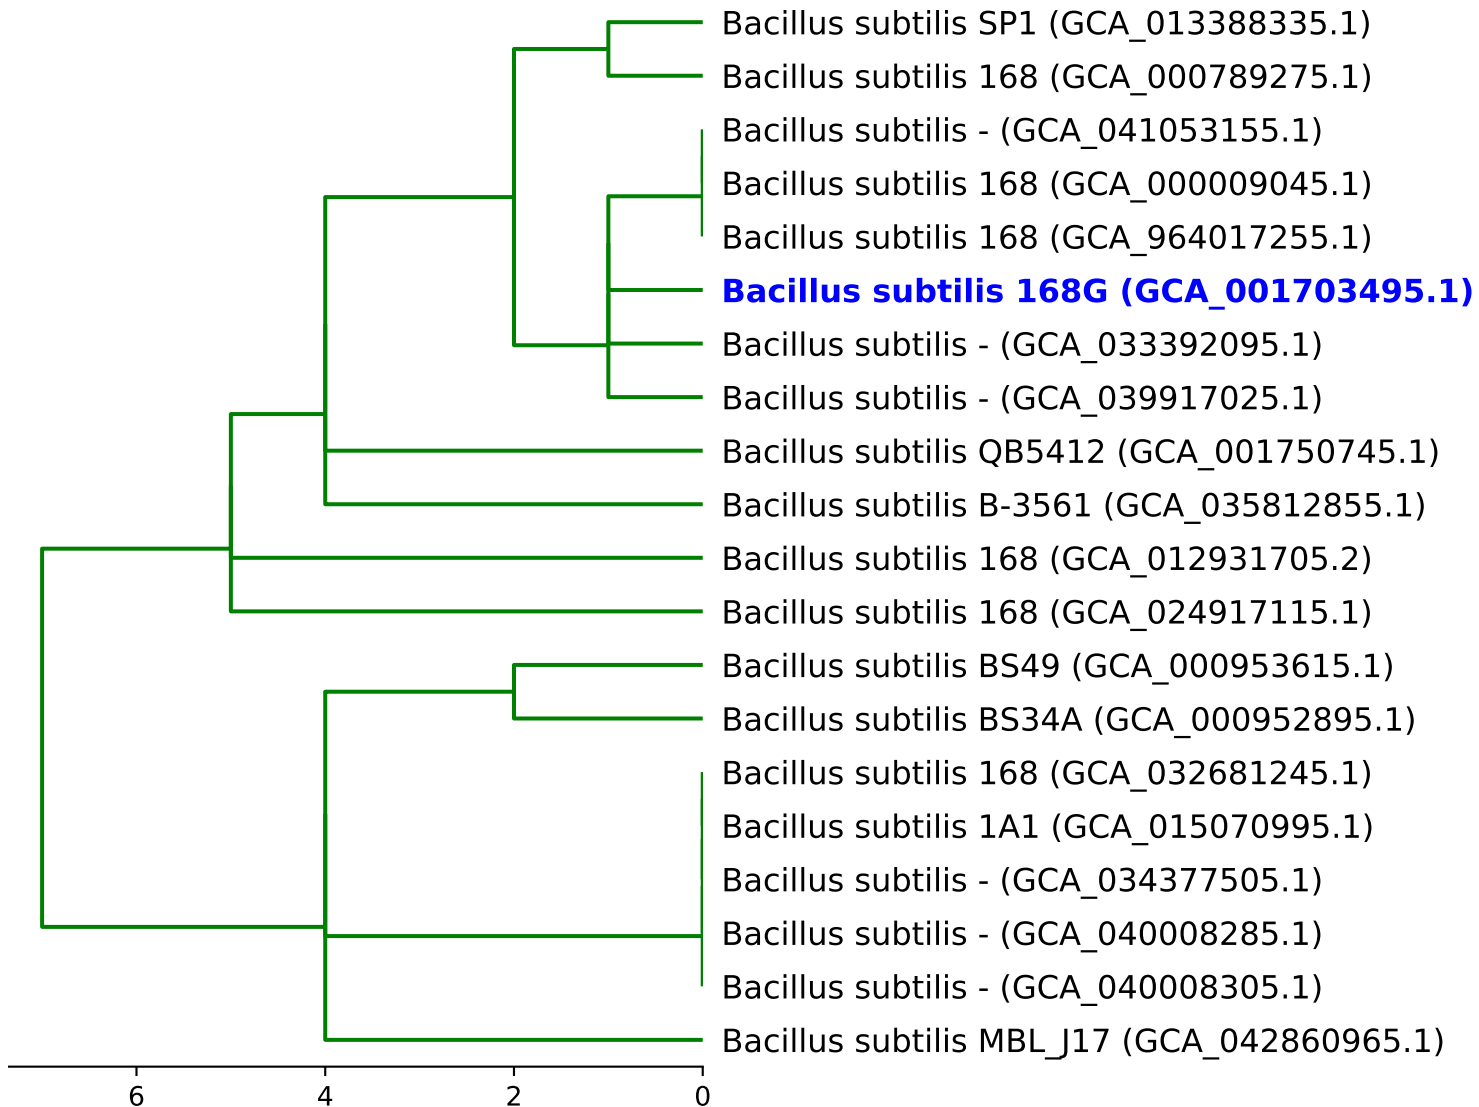 Bacillus subtilis SP1 (GCA_013388335.1)
Bacillus subtilis 168 (GCA_000789275.1)
Bacillus subtilis - (GCA_041053155.1)
Bacillus subtilis 168 (GCA_000009045.1)
Bacillus subtilis 168 (GCA_964017255.1)
Bacillus subtilis 168G (GCA_001703495.1)
Bacillus subtilis - (GCA_033392095.1)
Bacillus subtilis - (GCA_039917025.1)
Bacillus subtilis QB5412 (GCA_001750745.1)
Bacillus subtilis B-3561 (GCA_035812855.1)
Bacillus subtilis 168 (GCA_012931705.2)
Bacillus subtilis 168 (GCA_024917115.1)
Bacillus subtilis BS49 (GCA_000953615.1)
Bacillus subtilis BS34A (GCA_000952895.1)
Bacillus subtilis 168 (GCA_032681245.1)
Bacillus subtilis 1A1 (GCA_015070995.1)
Bacillus subtilis - (GCA_034377505.1)
Bacillus subtilis - (GCA_040008285.1)
Bacillus subtilis - (GCA_040008305.1)
Bacillus subtilis MBL_J17 (GCA_042860965.1)
6 4 2 0